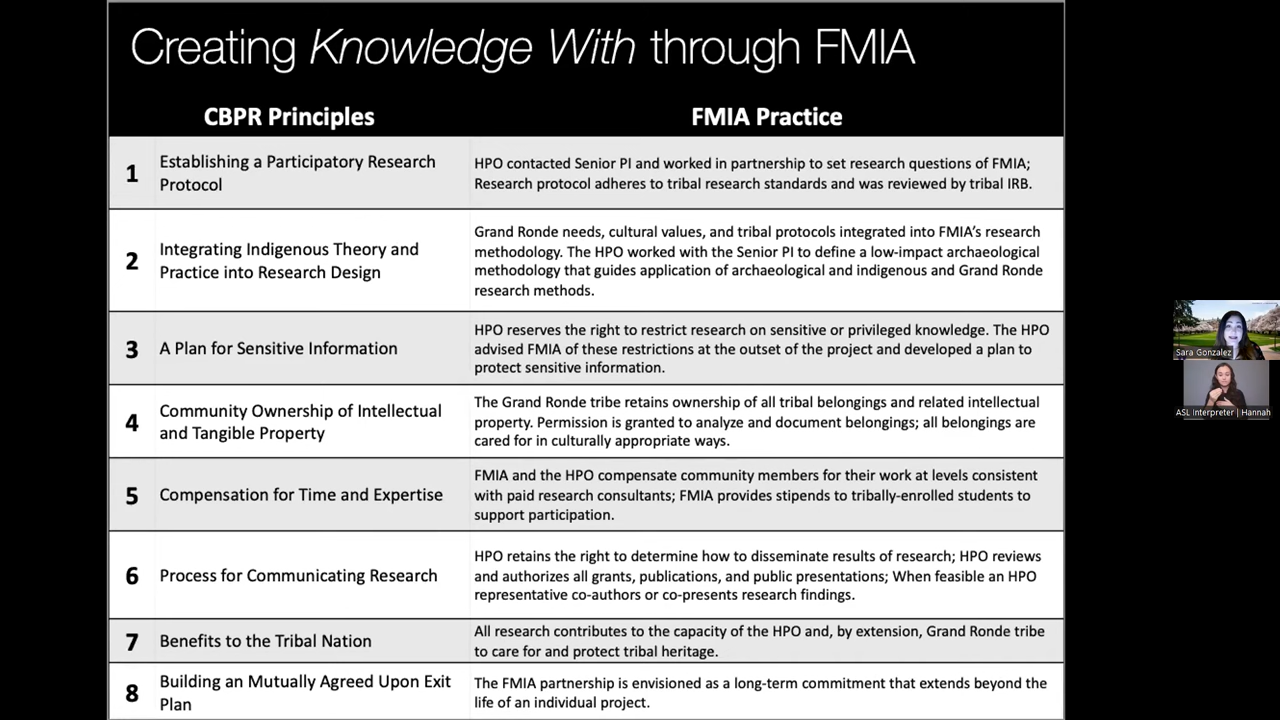 Creating Knowledge With through FMIA
CBPR Principles
FMIA Practice
1
Establishing a Participatory Research
Protocol
HPO contacted Senior PI and worked in partnership to set research questions of FMIA;
Research protocol adheres to tribal research standards and was reviewed by tribal IRB.
2
Integrating Indigenous Theory and
Practice into Research Design
Grand Ronde needs, cultural values, and tribal protocols integrated into FMIA's research
methodology. The HPO worked with the Senior PI to define a low-impact archaeological
methodology that guides application of archaeological and indigenous and Grand Ronde
research methods.
3
A Plan for Sensitive Information
HPO reserves the right to restrict research on sensitive or privileged knowledge. The HPO
advised FMIA of these restrictions at the outset of the project and developed a plan to
protect sensitive information.
4
Community Ownership of Intellectual
and Tangible Property
The Grand Ronde tribe retains ownership of all tribal belongings and related intellectual
property. Permission is granted to analyze and document belongings; all belongings are
cared for in culturally appropriate ways.
5
Compensation for Time and Expertise
FMIA and the HPO compensate community members for their work at levels consistent
with paid research consultants; FMIA provides stipends to tribally-enrolled students to
support participation.
6
Process for Communicating Research
HPO retains the right to determine how to disseminate results of research; HPO reviews
and authorizes all grants, publications, and public presentations; When feasible an HPO
representative co-authors or co-presents research findings.
7
Benefits to the Tribal Nation
All research contributes to the capacity of the HPO and, by extension, Grand Ronde tribe
to care for and protect tribal heritage.
8
Building an Mutually Agreed Upon Exit
Plan
The FMIA partnership is envisioned as a long-term commitment that extends beyond the
life of an individual project.
Sara Gonzalez
ASL Interpreter | Hannah